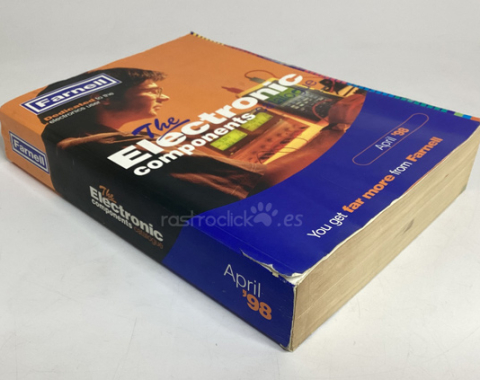 Farnell
Dedicated to the
electronics user
The
Electronic
components
April '98
You get far more from Farnell
rastroclick.es
Farnell
The
Electronic
components
catalogue
April
'98